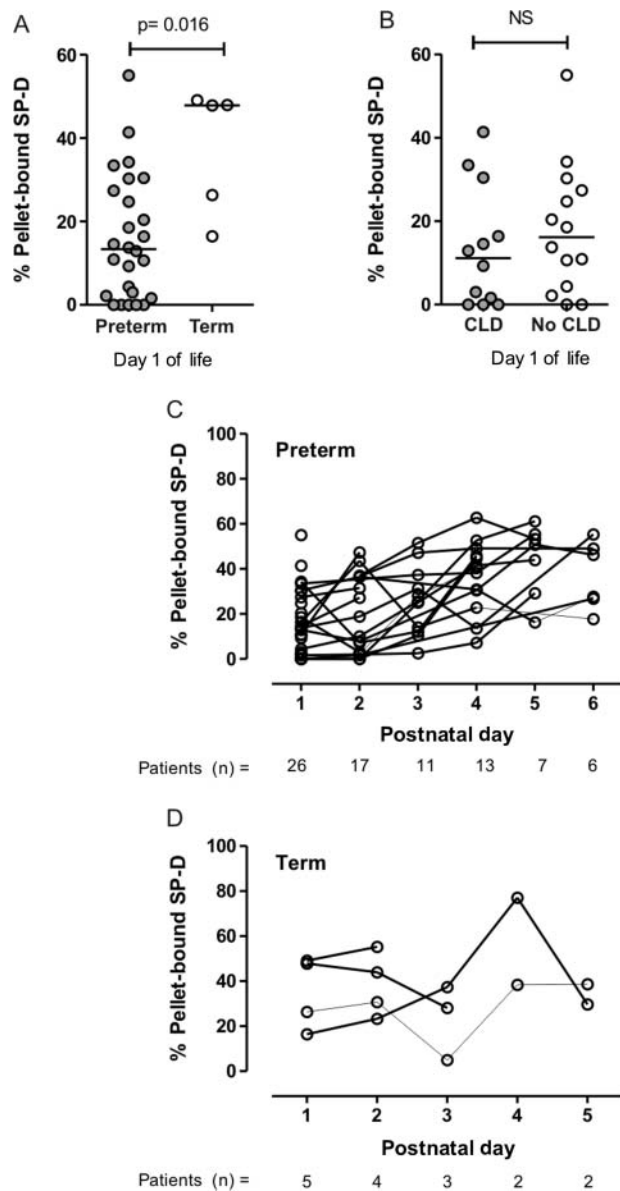 A
p= 0.016
60
40
20
0
% Pellet-bound SP-D
Preterm Term
Day 1 of life
B
NS
60
40
20
0
% Pellet-bound SP-D
CLD No CLD
Day 1 of life
C
Preterm
100
80
60
40
20
0
% Pellet-bound SP-D
1 2 3 4 5 6
Postnatal day
Patients (n) = 26 17 11 13 7 6
D
Term
100
80
60
40
20
0
% Pellet-bound SP-D
1 2 3 4 5
Postnatal day
Patients (n) = 5 4 3 2 2